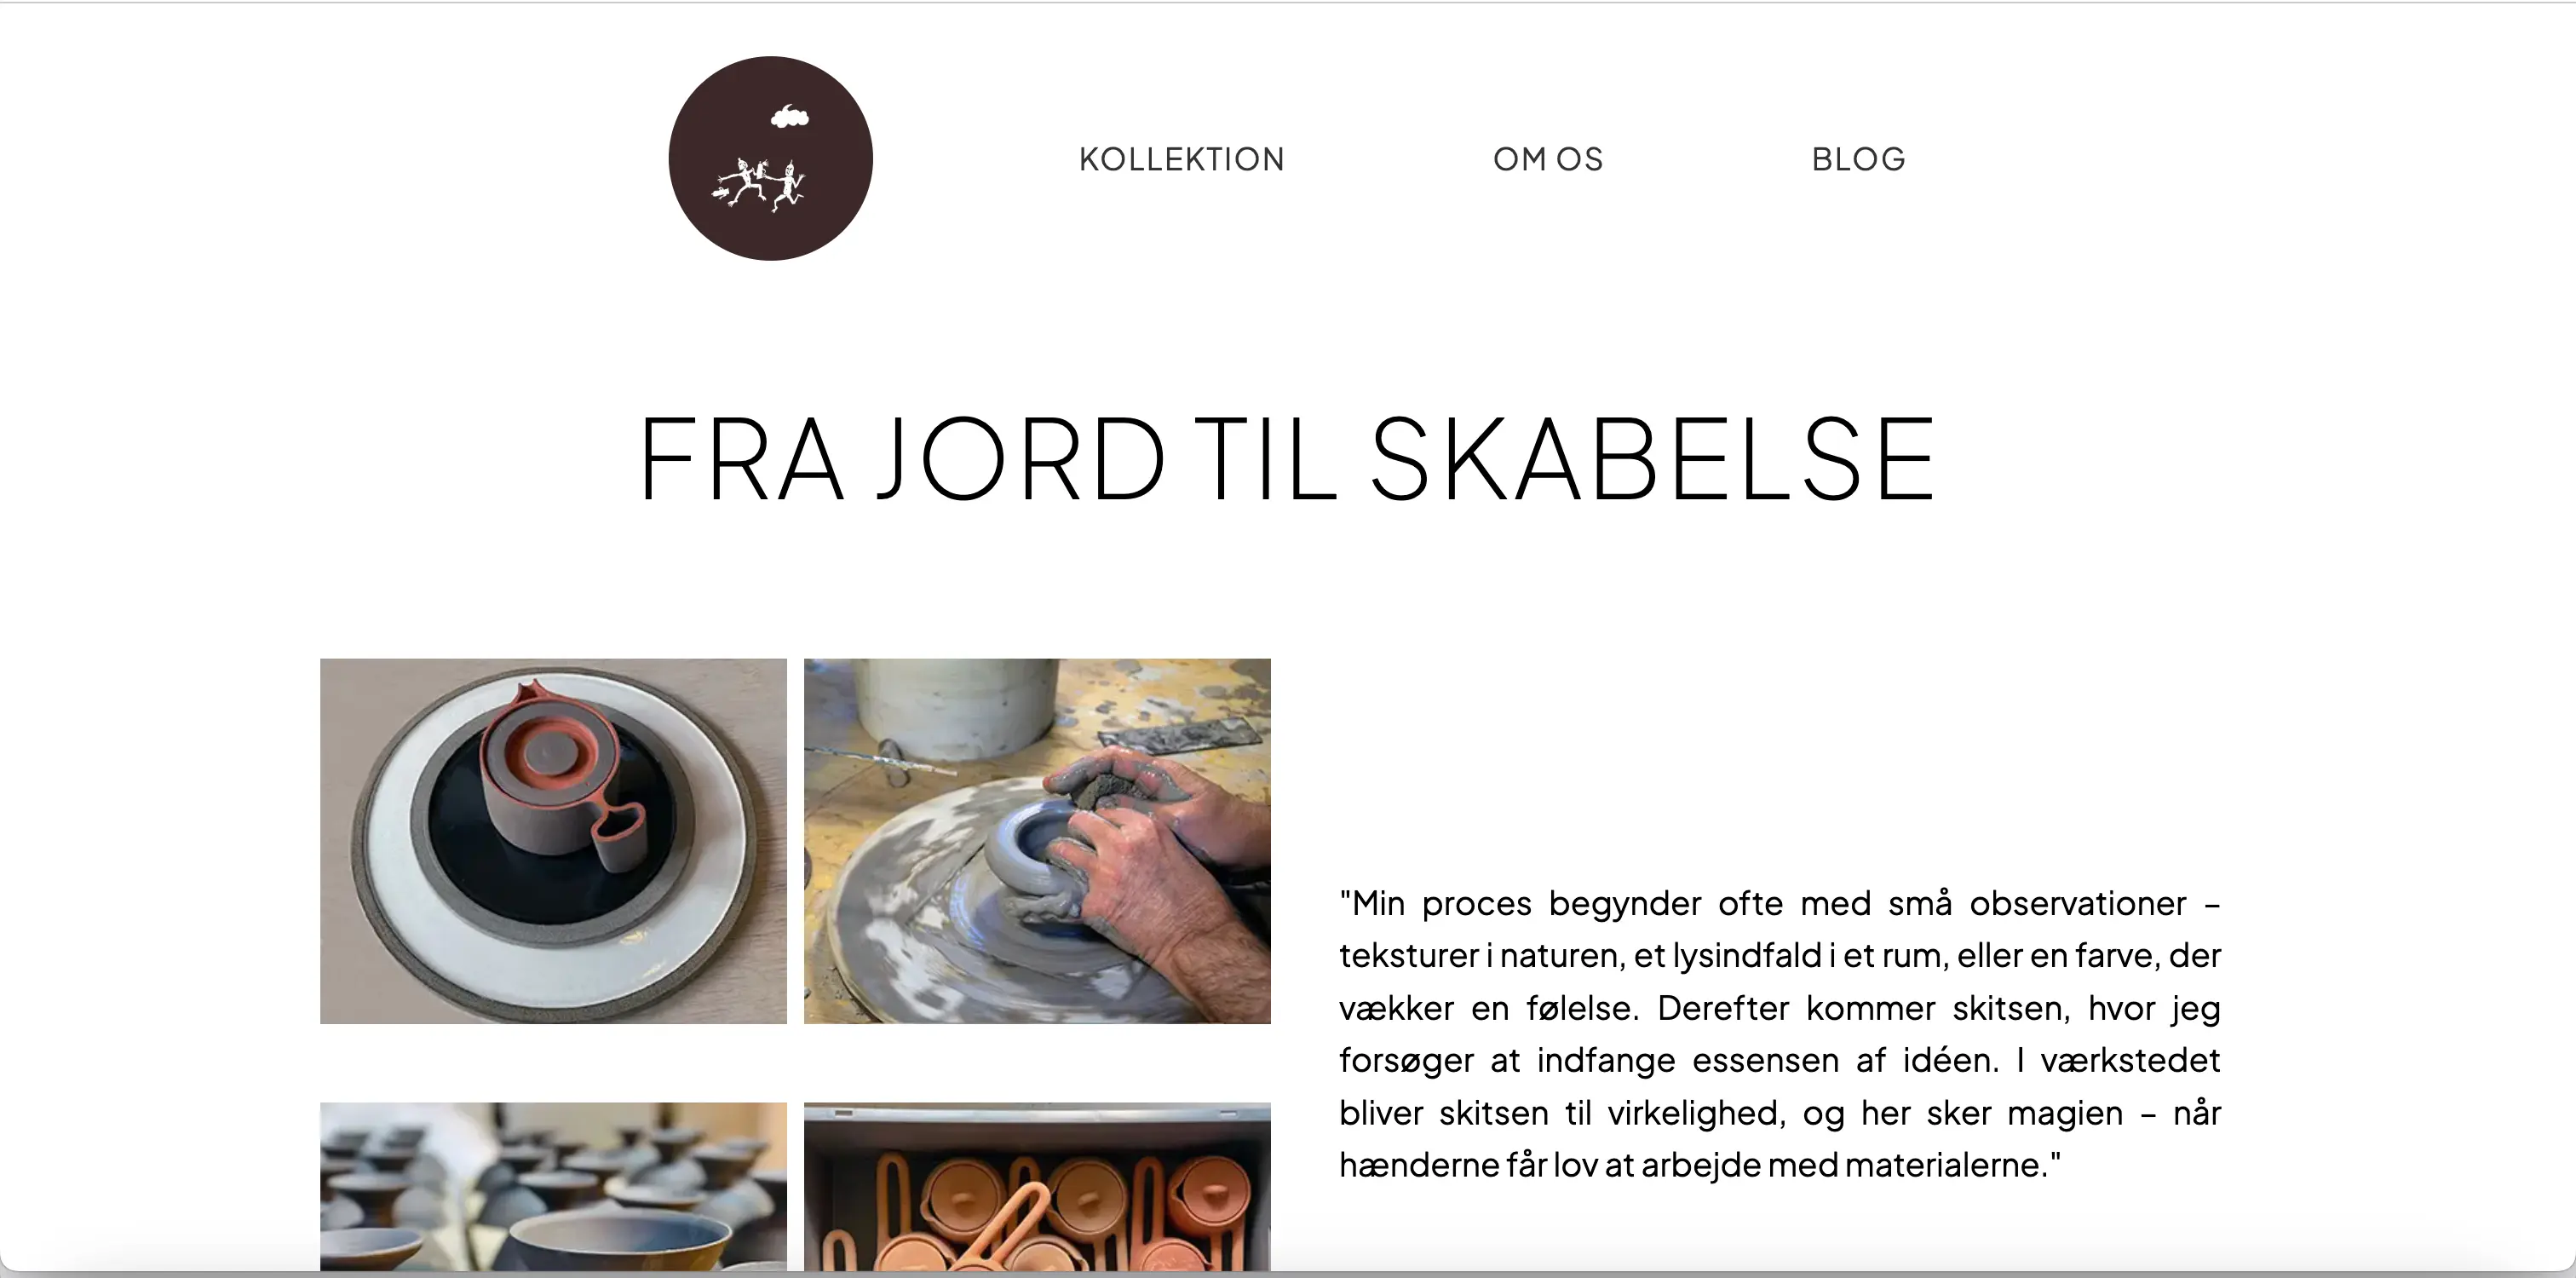 KOLLEKTION OM OS BLOG
FRA JORD TIL SKABELSE
"Min proces begynder ofte med små observationer –
teksturer i naturen, et lysindfald i et rum, eller en farve, der
vækker en følelse. Derefter kommer skitsen, hvor jeg
forsøger at indfange essensen af idéen. I værkstedet
bliver skitsen til virkelighed, og her sker magien – når
hænderne får lov at arbejde med materialerne."